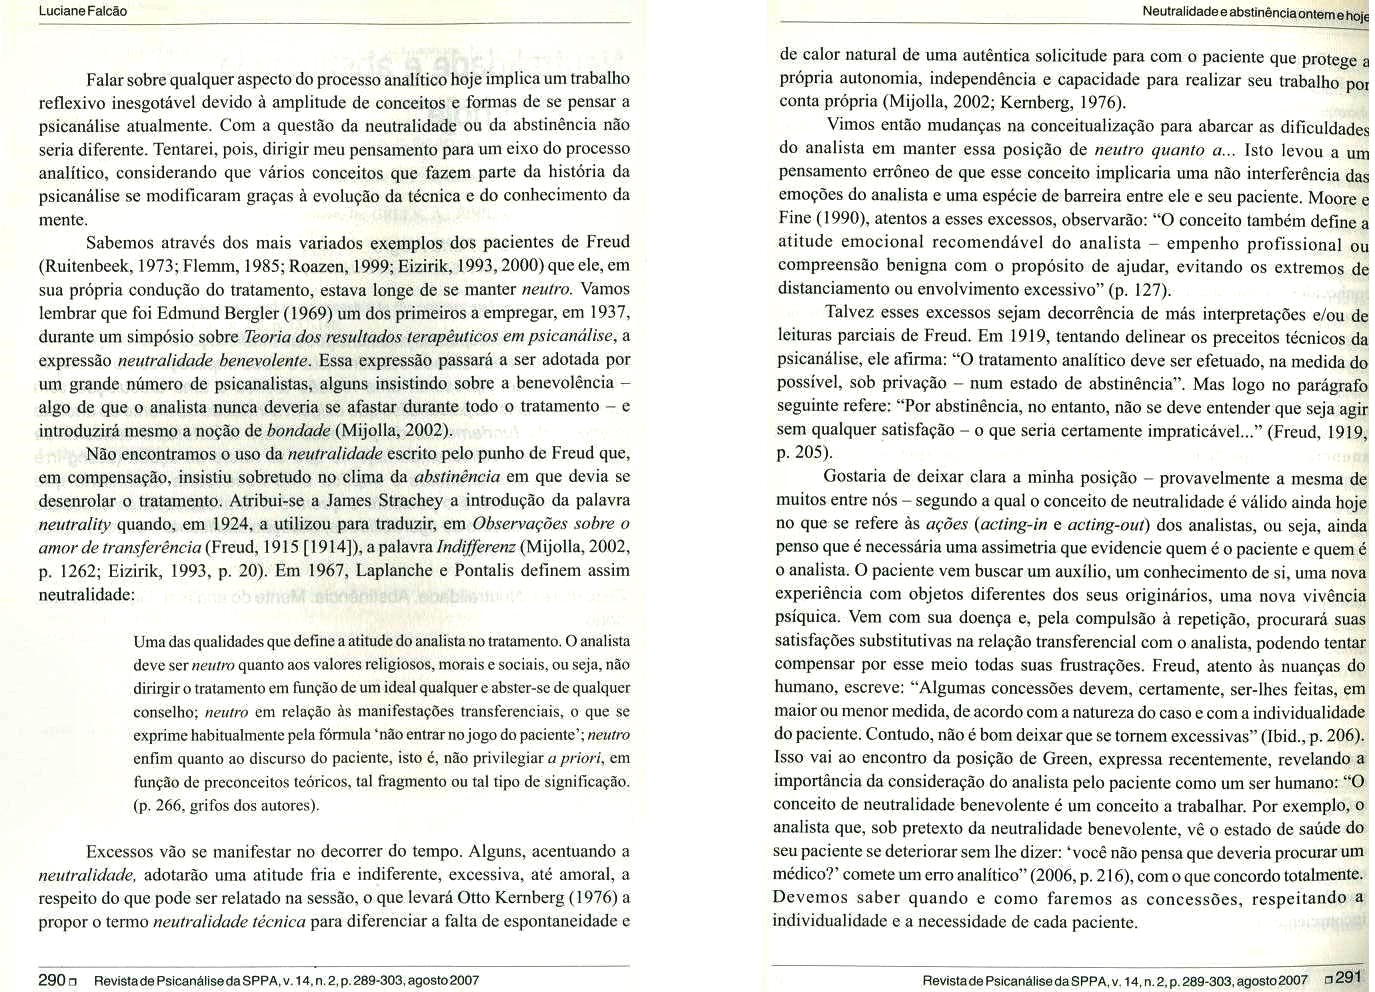 Luciane Falcão
Falar sobre qualquer aspecto do processo analítico hoje implica um trabalho
reflexivo inesgotável devido à amplitude de conceitos e formas de se pensar a
psicanálise atualmente. Com a questão da neutralidade ou da abstinência não
seria diferente. Tentarei, pois, dirigir meu pensamento para um eixo do processo
analítico, considerando que vários conceitos que fazem parte da história da
psicanálise se modificaram graças à evolução da técnica e do conhecimento da
mente.
Sabemos através dos mais variados exemplos dos pacientes de Freud
(Ruitenbeek, 1973; Flemm, 1985; Roazen, 1999; Eizirik, 1993, 2000) que ele, em
sua própria condução do tratamento, estava longe de se manter neutro. Vamos
lembrar que foi Edmund Bergler (1969) um dos primeiros a empregar, em 1937,
durante um simpósio sobre Teoria dos resultados terapêuticos em psicanálise, a
expressão neutralidade benevolente. Essa expressão passará a ser adotada por
um grande número de psicanalistas, alguns insistindo sobre a benevolência –
algo de que o analista nunca deveria se afastar durante todo o tratamento – e
introduzirá mesmo a noção de bondade (Mijolla, 2002).
Não encontramos o uso da neutralidade escrito pelo punho de Freud que,
em compensação, insistiu sobretudo no clima da abstinência em que devia se
desenrolar o tratamento. Atribui-se a James Strachey a introdução da palavra
neutrality quando, em 1924, a utilizou para traduzir, em Observações sobre o
amor de transferência (Freud, 1915 [1914]), a palavra Indifferenz (Mijolla, 2002,
p. 1262; Eizirik, 1993, p. 20). Em 1967, Laplanche e Pontalis definem assim
neutralidade:
Uma das qualidades que define a atitude do analista no tratamento. O analista
deve ser neutro quanto aos valores religiosos, morais e sociais, ou seja, não
dirirgir o tratamento em função de um ideal qualquer e abster-se de qualquer
conselho; neutro em relação às manifestações transferenciais, o que se
exprime habitualmente pela fórmula ‘não entrar no jogo do paciente’; neutro
enfim quanto ao discurso do paciente, isto é, não privilegiar a priori, em
função de preconceitos teóricos, tal fragmento ou tal tipo de significação.
(p. 266, grifos dos autores).
Excessos vão se manifestar no decorrer do tempo. Alguns, acentuando a
neutralidade, adotarão uma atitude fria e indiferente, excessiva, até amoral, a
respeito do que pode ser relatado na sessão, o que levará Otto Kernberg (1976) a
propor o termo neutralidade técnica para diferenciar a falta de espontaneidade e
290 □ Revista de Psicanálise da SPPA, v. 14, n. 2, p. 289-303, agosto 2007
Neutralidade e abstinência ontem e hoje
de calor natural de uma autêntica solicitude para com o paciente que protege a
própria autonomia, independência e capacidade para realizar seu trabalho por
conta própria (Mijolla, 2002; Kernberg, 1976).
Vimos então mudanças na conceitualização para abarcar as dificuldades
do analista em manter essa posição de neutro quanto a... Isto levou a um
pensamento errôneo de que esse conceito implicaria uma não interferência das
emoções do analista e uma espécie de barreira entre ele e seu paciente. Moore e
Fine (1990), atentos a esses excessos, observarão: “O conceito também define a
atitude emocional recomendável do analista – empenho profissional ou
compreensão benigna com o propósito de ajudar, evitando os extremos de
distanciamento ou envolvimento excessivo” (p. 127).
Talvez esses excessos sejam decorrência de más interpretações e/ou de
leituras parciais de Freud. Em 1919, tentando delinear os preceitos técnicos da
psicanálise, ele afirma: “O tratamento analítico deve ser efetuado, na medida do
possível, sob privação – num estado de abstinência”. Mas logo no parágrafo
seguinte refere: “Por abstinência, no entanto, não se deve entender que seja agir
sem qualquer satisfação – o que seria certamente impraticável...” (Freud, 1919,
p. 205).
Gostaria de deixar clara a minha posição – provavelmente a mesma de
muitos entre nós – segundo a qual o conceito de neutralidade é válido ainda hoje
no que se refere às ações (acting-in e acting-out) dos analistas, ou seja, ainda
penso que é necessária uma assimetria que evidencie quem é o paciente e quem é
o analista. O paciente vem buscar um auxílio, um conhecimento de si, uma nova
experiência com objetos diferentes dos seus originários, uma nova vivência
psíquica. Vem com sua doença e, pela compulsão à repetição, procurará suas
satisfações substitutivas na relação transferencial com o analista, podendo tentar
compensar por esse meio todas suas frustrações. Freud, atento às nuanças do
humano, escreve: “Algumas concessões devem, certamente, ser-lhes feitas, em
maior ou menor medida, de acordo com a natureza do caso e com a individualidade
do paciente. Contudo, não é bom deixar que se tornem excessivas” (Ibid., p. 206).
Isso vai ao encontro da posição de Green, expressa recentemente, revelando a
importância da consideração do analista pelo paciente como um ser humano: “O
conceito de neutralidade benevolente é um conceito a trabalhar. Por exemplo, o
analista que, sob pretexto da neutralidade benevolente, vê o estado de saúde do
seu paciente se deteriorar sem lhe dizer: ‘você não pensa que deveria procurar um
médico?’ comete um erro analítico” (2006, p. 216), com o que concordo totalmente.
Devemos saber quando e como faremos as concessões, respeitando a
individualidade e a necessidade de cada paciente.
Revista de Psicanálise da SPPA, v. 14, n. 2, p. 289-303, agosto 2007 □ 291